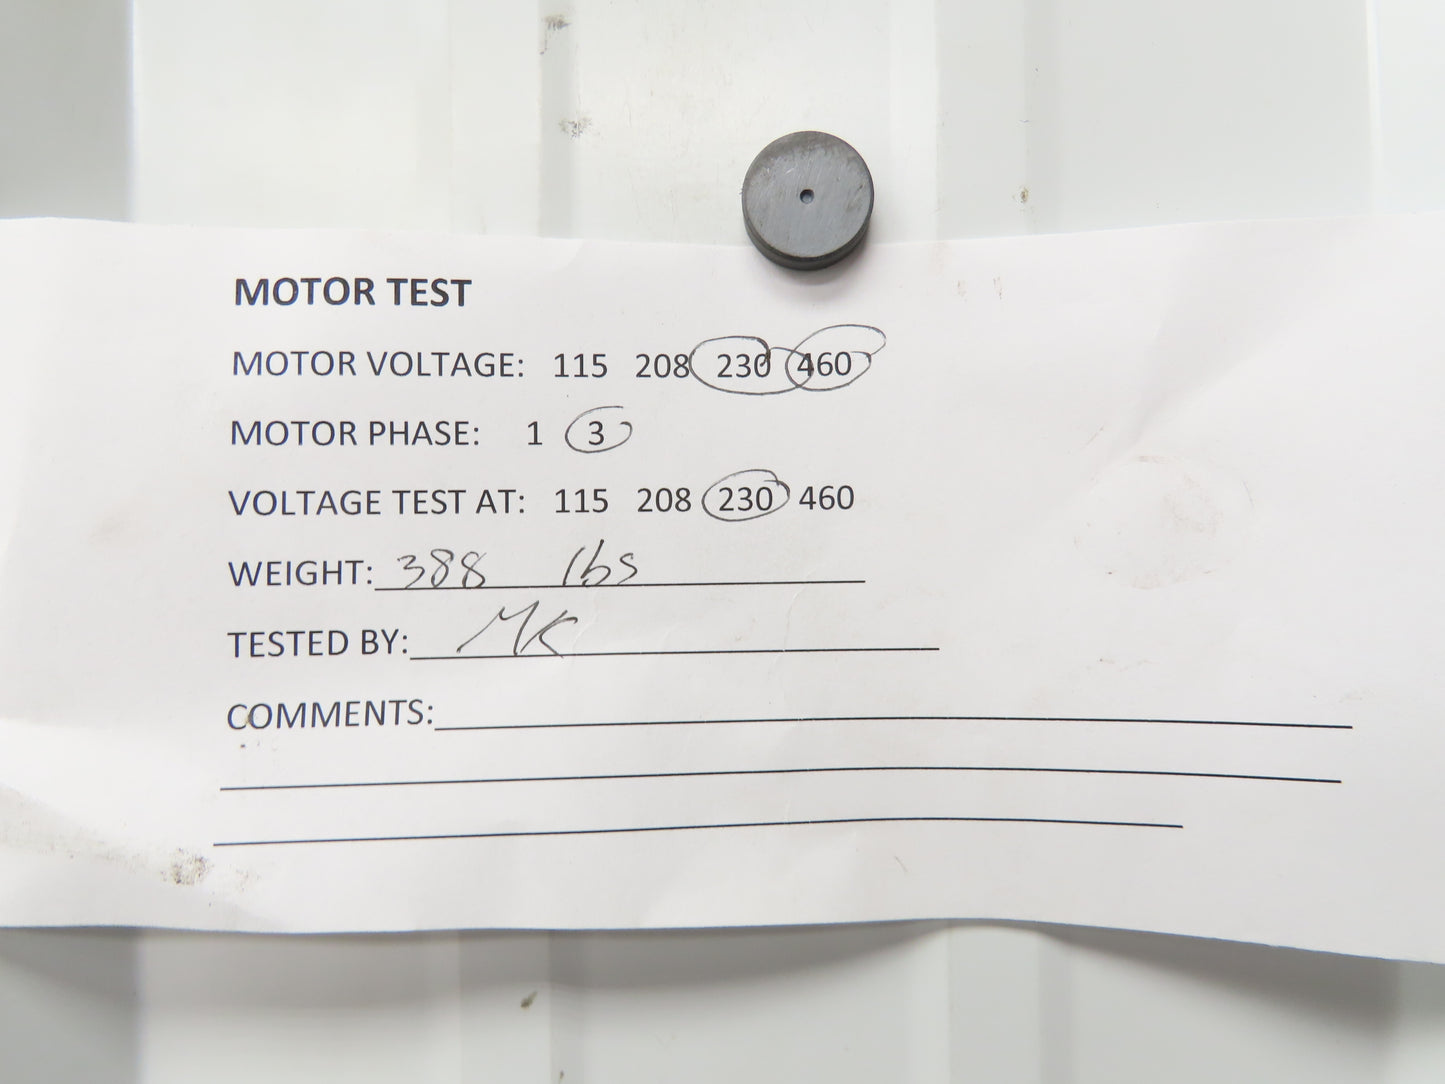 MOTOR TEST
MOTOR VOLTAGE: 115 208 230 460
MOTOR PHASE: 1 3
VOLTAGE TEST AT: 115 208 230 460
WEIGHT: 388 lbs
TESTED BY: MK
COMMENTS: